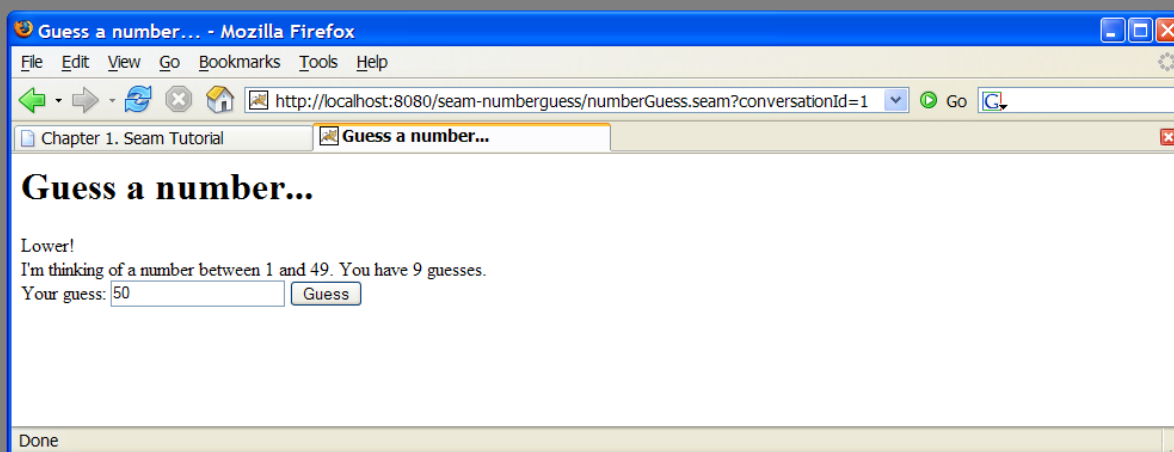 Guess a number... - Mozilla Firefox
File Edit View Go Bookmarks Tools Help
http://localhost:8080/seam-numberguess/numberGuess.seam?conversationId=1 Go G
Chapter 1. Seam Tutorial Guess a number...
Guess a number...
Lower!
I'm thinking of a number between 1 and 49. You have 9 guesses.
Your guess: 50 Guess
Done